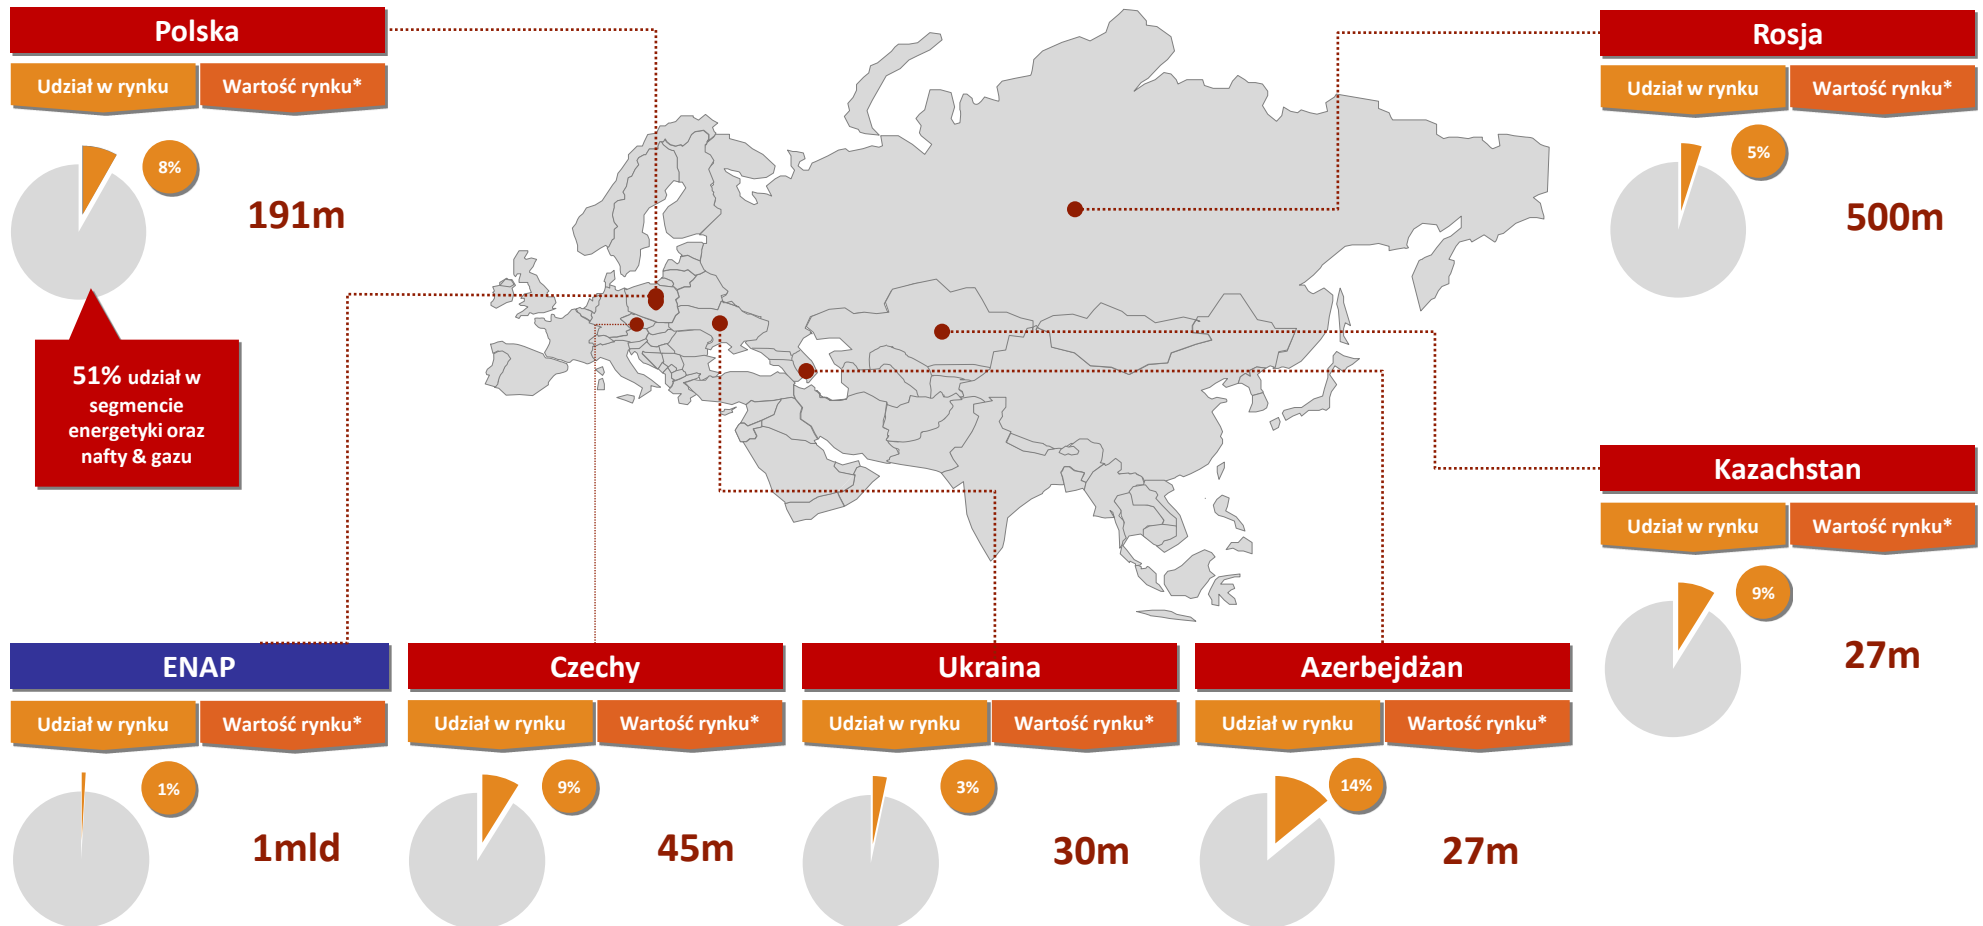 Polska
Udział w rynku
Wartość rynku*
8%
191m
51% udział w
segmencie
energetyki oraz
nafty & gazu
Rosja
Udział w rynku
Wartość rynku*
5%
500m
Kazachstan
Udział w rynku
Wartość rynku*
9%
27m
ENAP
Udział w rynku
Wartość rynku*
1%
1mld
Czechy
Udział w rynku
Wartość rynku*
9%
45m
Ukraina
Udział w rynku
Wartość rynku*
3%
30m
Azerbejdżan
Udział w rynku
Wartość rynku*
14%
27m